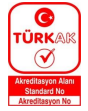 TÜRKAK
Akreditasyon Alanı
Standard No
Akreditasyon No